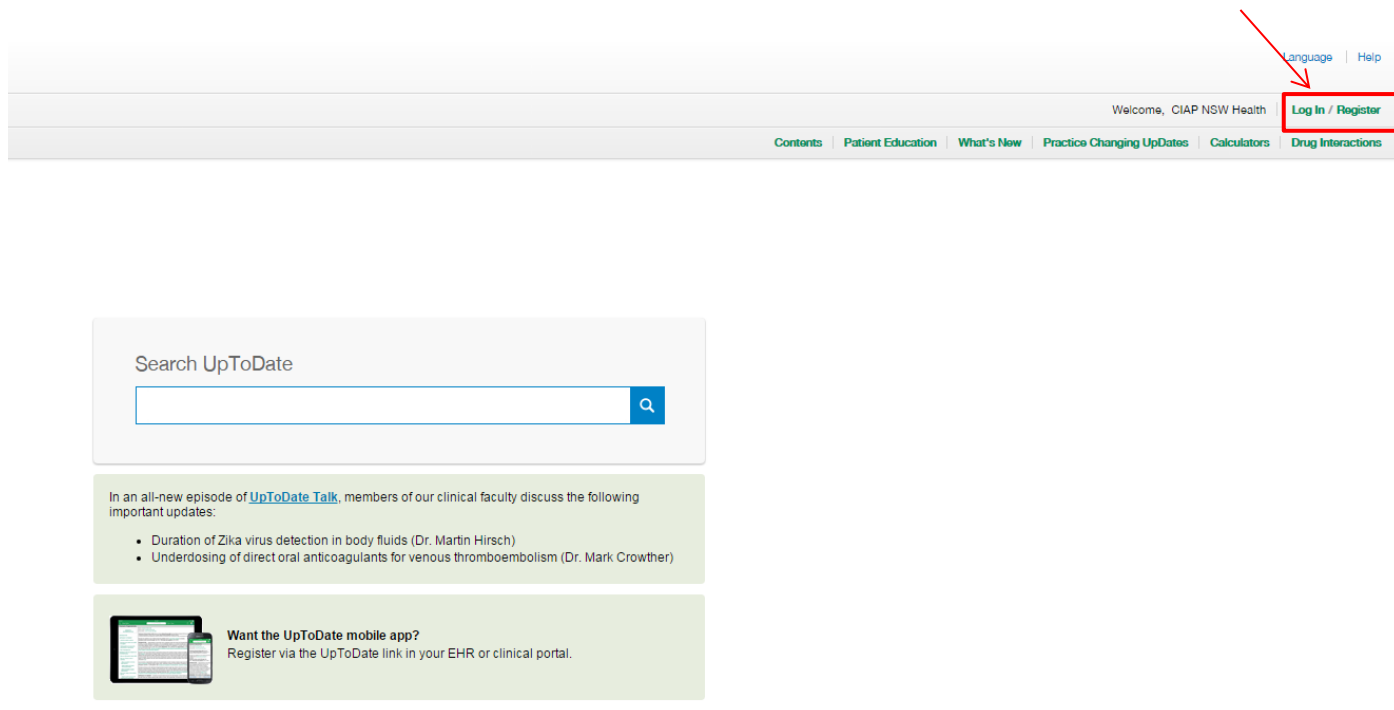 Language | Help
Welcome, CIAP NSW Health | Log In / Register
Contents | Patient Education | What's New | Practice Changing UpDates | Calculators | Drug Interactions
Search UpToDate
In an all-new episode of UpToDate Talk, members of our clinical faculty discuss the following
important updates:
• Duration of Zika virus detection in body fluids (Dr. Martin Hirsch)
• Underdosing of direct oral anticoagulants for venous thromboembolism (Dr. Mark Crowther)
Want the UpToDate mobile app?
Register via the UpToDate link in your EHR or clinical portal.